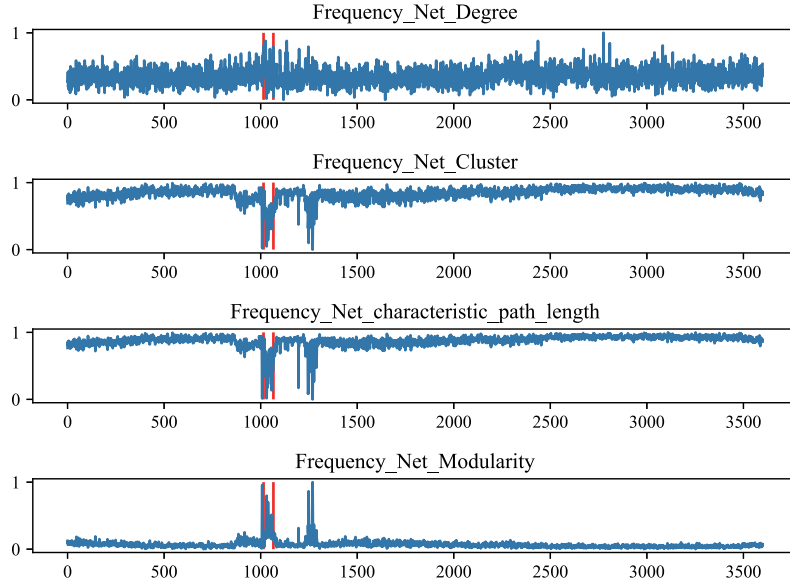 Frequency_Net_Degree
1
0
0 500 1000 1500 2000 2500 3000 3500
Frequency_Net_Cluster
1
0
0 500 1000 1500 2000 2500 3000 3500
Frequency_Net_characteristic_path_length
1
0
0 500 1000 1500 2000 2500 3000 3500
Frequency_Net_Modularity
1
0
0 500 1000 1500 2000 2500 3000 3500